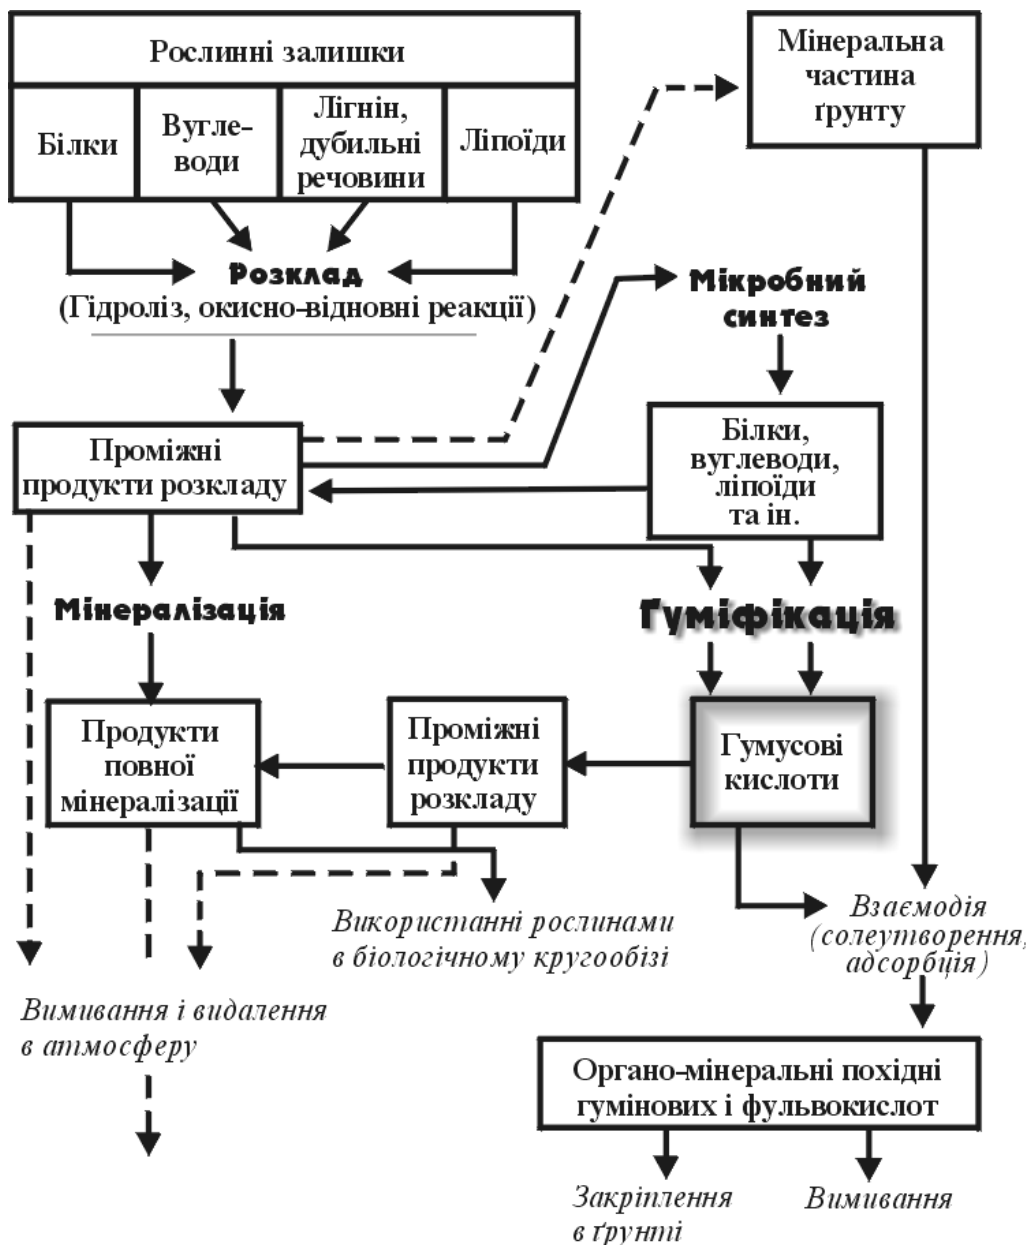 Рослинні залишки
Білки
Вугле-
води
Лігнін,
дубильні
речовини
Ліпоїди
Мінеральна
частина
ґрунту
Розклад
(Гідроліз, окисно-відновні реакції)
Мікробний
синтез
Проміжні
продукти розкладу
Білки,
вуглеводи,
ліпоїди
та ін.
Мінералізація
Ґуміфікація
Продукти
повної
мінералізації
Проміжні
продукти
розкладу
Гумусові
кислоти
Використанні рослинами
в біологічному кругообізі
Взаємодія
(солеутворення,
адсорбція)
Вимивання і видалення
в атмосферу
Органо-мінеральні похідні
гумінових і фульвокислот
Закріплення
в ґрунті
Вимивання